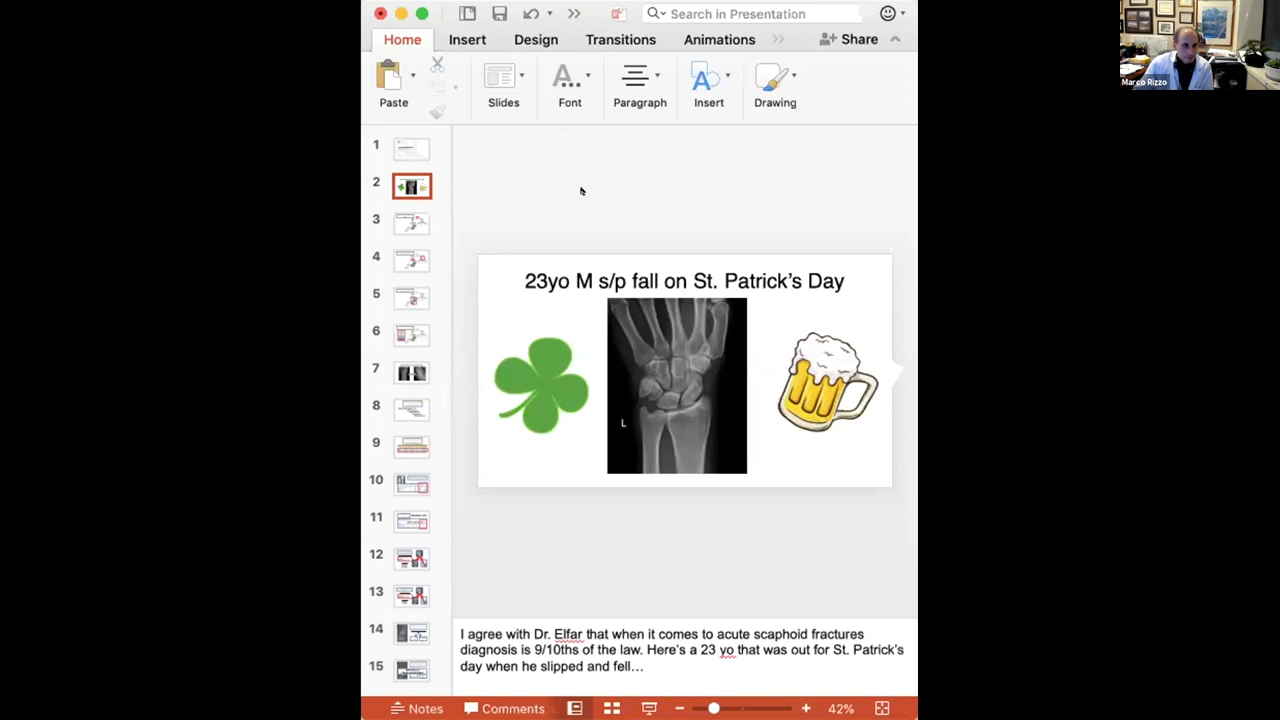 Search in Presentation
Home Insert Design Transitions Animations Share
Paste Slides Font Paragraph Insert Drawing
Marco Rizzo
1
2
3
4
5
6
7
8
9
10
11
12
13
14
15
23yo M s/p fall on St. Patrick's Day
L
I agree with Dr. Elfar that when it comes to acute scaphoid fractures
diagnosis is 9/10ths of the law. Here's a 23 yo that was out for St. Patrick's
day when he slipped and fell…
Notes Comments 42%